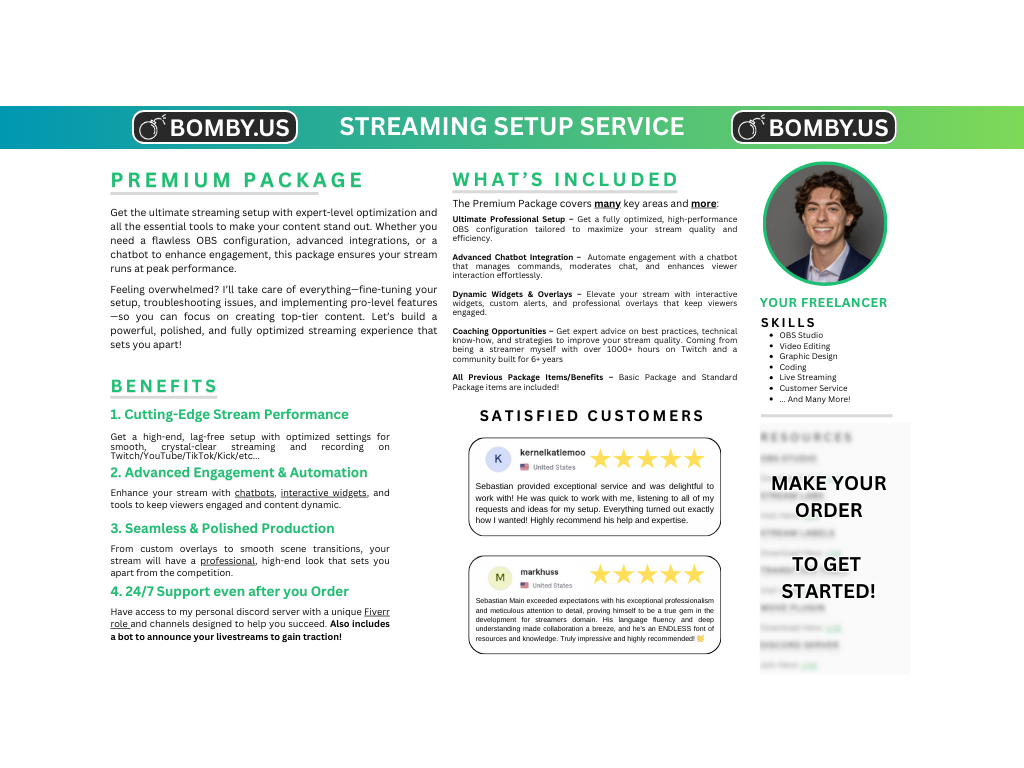 BOMBY.US
STREAMING SETUP SERVICE
BOMBY.US
PREMIUM PACKAGE
Get the ultimate streaming setup with expert-level optimization and
all the essential tools to make your content stand out. Whether you
need a flawless OBS configuration, advanced integrations, or a
chatbot to enhance engagement, this package ensures your stream
runs at peak performance.
Feeling overwhelmed? I'll take care of everything—fine-tuning your
setup, troubleshooting issues, and implementing pro-level features
—so you can focus on creating top-tier content. Let's build a
powerful, polished, and fully optimized streaming experience that
sets you apart!
BENEFITS
1. Cutting-Edge Stream Performance
Get a high-end, lag-free setup with optimized settings for
smooth, crystal-clear streaming and recording on
Twitch/YouTube/TikTok/Kick/etc...
2. Advanced Engagement & Automation
Enhance your stream with chatbots, interactive widgets, and
tools to keep viewers engaged and content dynamic.
3. Seamless & Polished Production
From custom overlays to smooth scene transitions, your
stream will have a professional, high-end look that sets you
apart from the competition.
4. 24/7 Support even after you Order
Have access to my personal discord server with a unique Fiverr
role and channels designed to help you succeed. Also includes
a bot to announce your livestreams to gain traction!
WHAT'S INCLUDED
The Premium Package covers many key areas and more:
Ultimate Professional Setup – Get a fully optimized, high-performance
OBS configuration tailored to maximize your stream quality and
efficiency.
Advanced Chatbot Integration – Automate engagement with a chatbot
that manages commands, moderates chat, and enhances viewer
interaction effortlessly.
Dynamic Widgets & Overlays – Elevate your stream with interactive
widgets, custom alerts, and professional overlays that keep viewers
engaged.
Coaching Opportunities – Get expert advice on best practices, technical
know-how, and strategies to improve your stream quality. Coming from
being a streamer myself with over 1000+ hours on Twitch and a
community built for 6+ years
All Previous Package Items/Benefits – Basic Package and Standard
Package items are included!
SATISFIED CUSTOMERS
K
kernelkatiemoo
United States
Sebastian provided exceptional service and was delightful to
work with! He was quick to work with me, listening to all of my
requests and ideas for my setup. Everything turned out exactly
how I wanted! Highly recommend his help and expertise.
M
markhuss
United States
Sebastian Main exceeded expectations with his exceptional professionalism
and meticulous attention to detail, proving himself to be a true gem in the
development for streamers domain. His language fluency and deep
understanding made collaboration a breeze, and he's an ENDLESS font of
resources and knowledge. Truly impressive and highly recommended! 👏
YOUR FREELANCER
SKILLS
• OBS Studio
• Video Editing
• Graphic Design
• Coding
• Live Streaming
• Customer Service
• ... And Many More!
RESOURCES
OBS STUDIO
MAKE YOUR
ORDER
STREAM LABELS
TO GET
STARTED!
MOVE PLUGIN
DISCORD SERVER